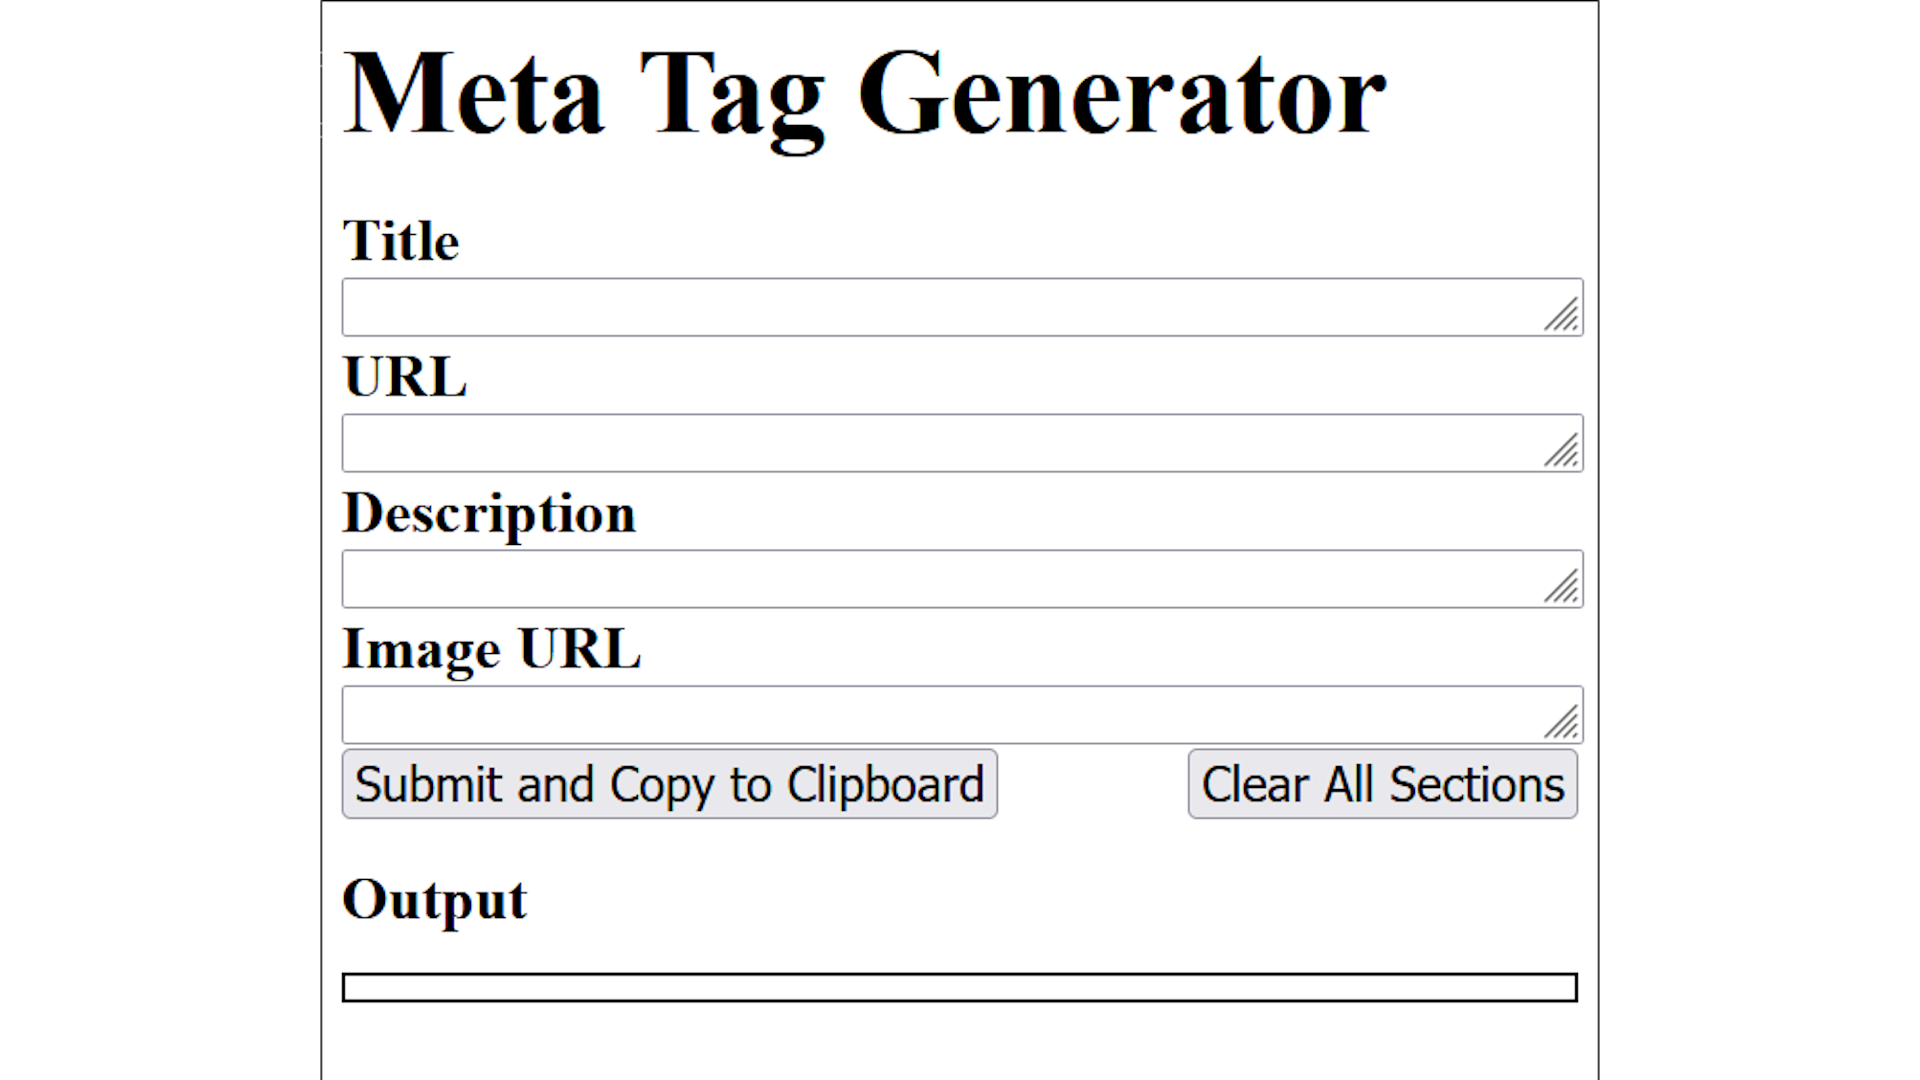 Meta Tag Generator
Title
URL
Description
Image URL
Submit and Copy to Clipboard Clear All Sections
Output